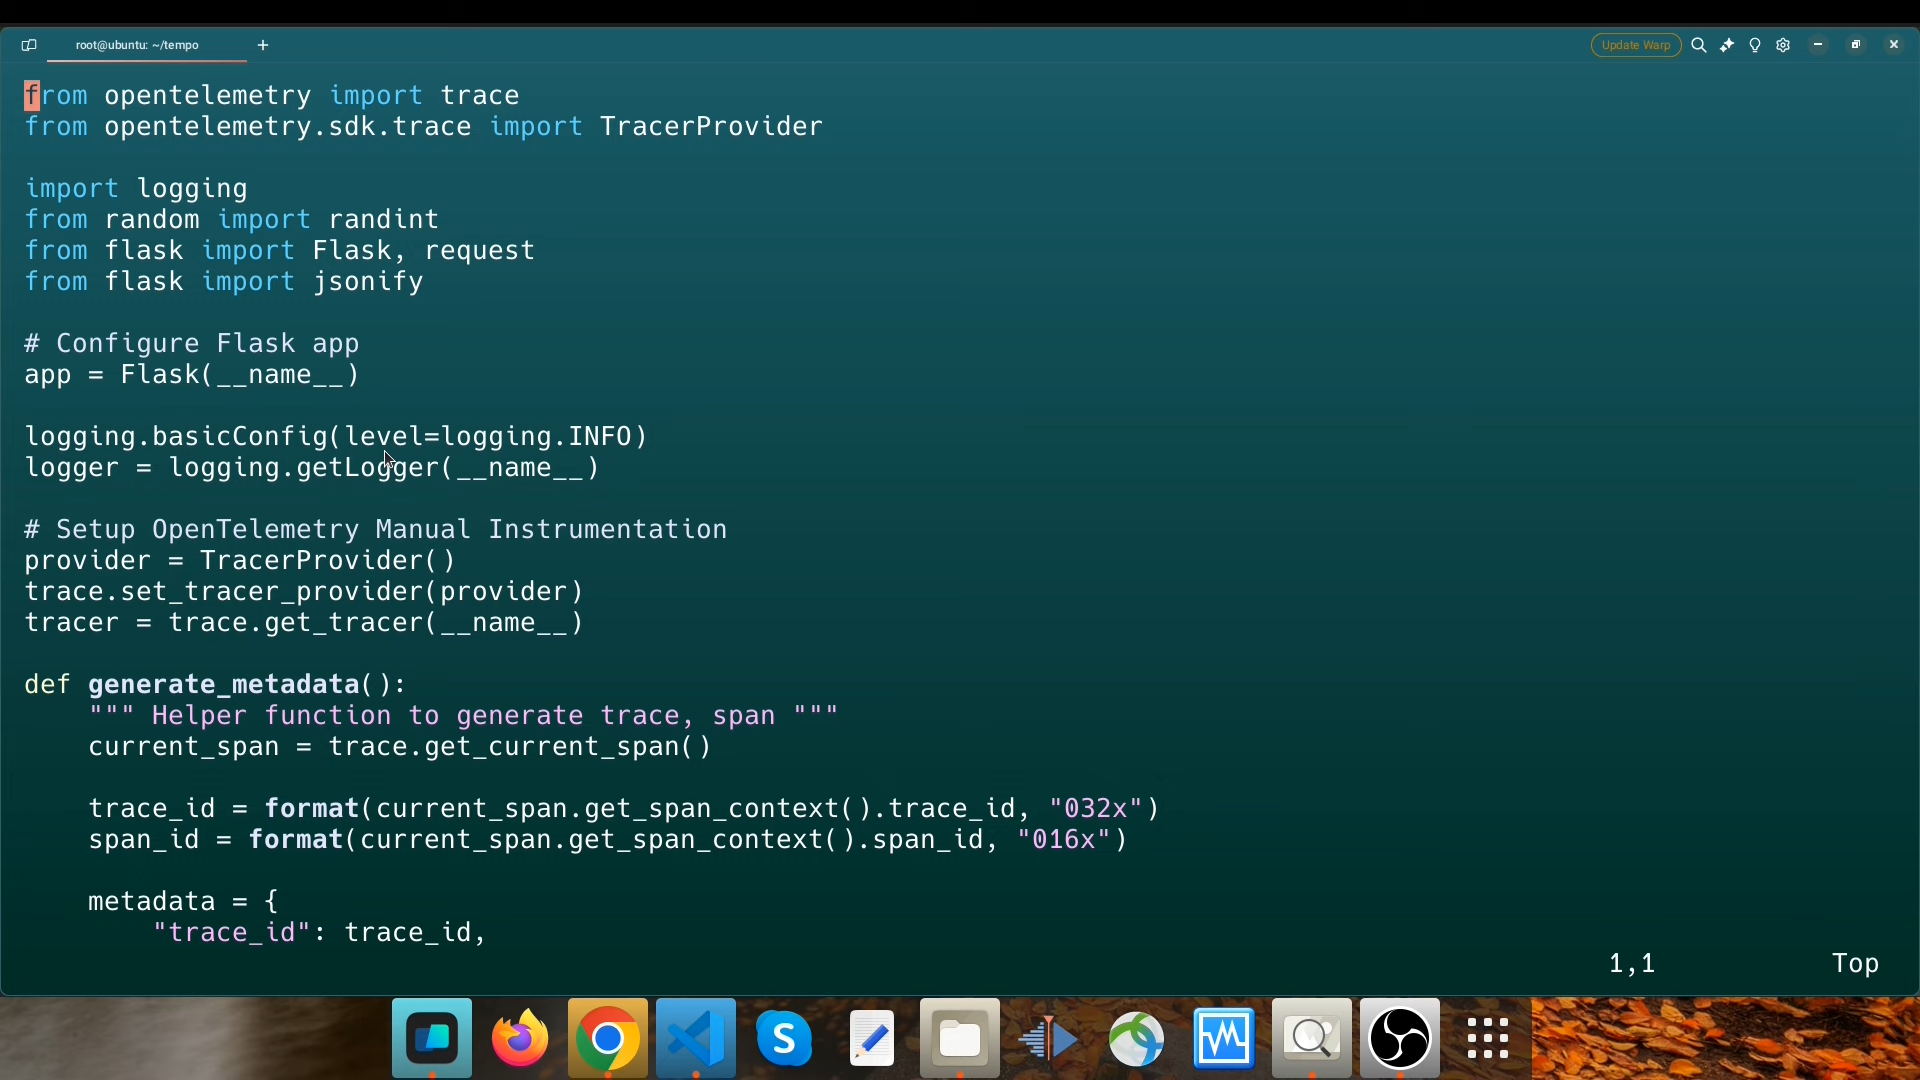 root@ubuntu: ~/tempo
Update Warp
from opentelemetry import trace
from opentelemetry.sdk.trace import TracerProvider
import logging
from random import randint
from flask import Flask, request
from flask import jsonify
# Configure Flask app
app = Flask(__name__)
logging.basicConfig(level=logging.INFO)
logger = logging.getLogger(__name__)
# Setup OpenTelemetry Manual Instrumentation
provider = TracerProvider()
trace.set_tracer_provider(provider)
tracer = trace.get_tracer(__name__)
def generate_metadata():
    """ Helper function to generate trace, span """
    current_span = trace.get_current_span()
    trace_id = format(current_span.get_span_context().trace_id, "032x")
    span_id = format(current_span.get_span_context().span_id, "016x")
    metadata = {
        "trace_id": trace_id,
1,1 Top